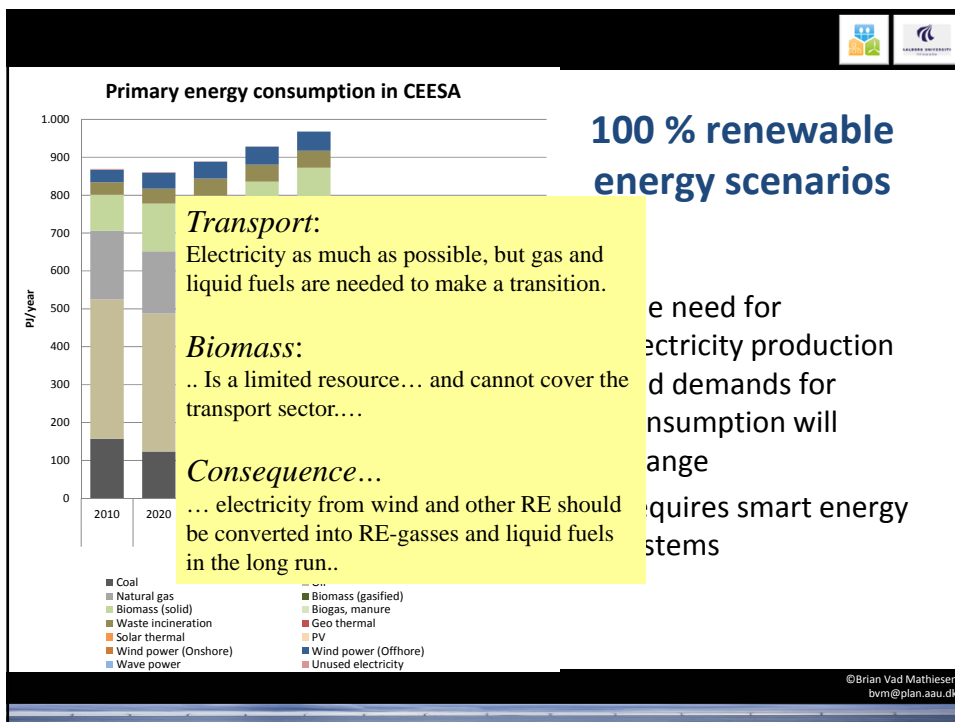 AALBORG UNIVERSITY
Primary energy consumption in CEESA
1.000
900
800
700
600
500
400
300
200
100
0
PJ/year
2010 2020
Coal
Natural gas Biomass (gasified)
Biomass (solid) Biogas, manure
Waste incineration Geo thermal
Solar thermal PV
Wind power (Onshore) Wind power (Offhore)
Wave power Unused electricity
100 % renewable
energy scenarios
Transport:
Electricity as much as possible, but gas and
liquid fuels are needed to make a transition.
Biomass:
.. Is a limited resource… and cannot cover the
transport sector.…
Consequence…
… electricity from wind and other RE should
be converted into RE-gasses and liquid fuels
in the long run..
e need for
ectricity production
d demands for
nsumption will
ange
equires smart energy
stems
©Brian Vad Mathiesen
bvm@plan.aau.dk